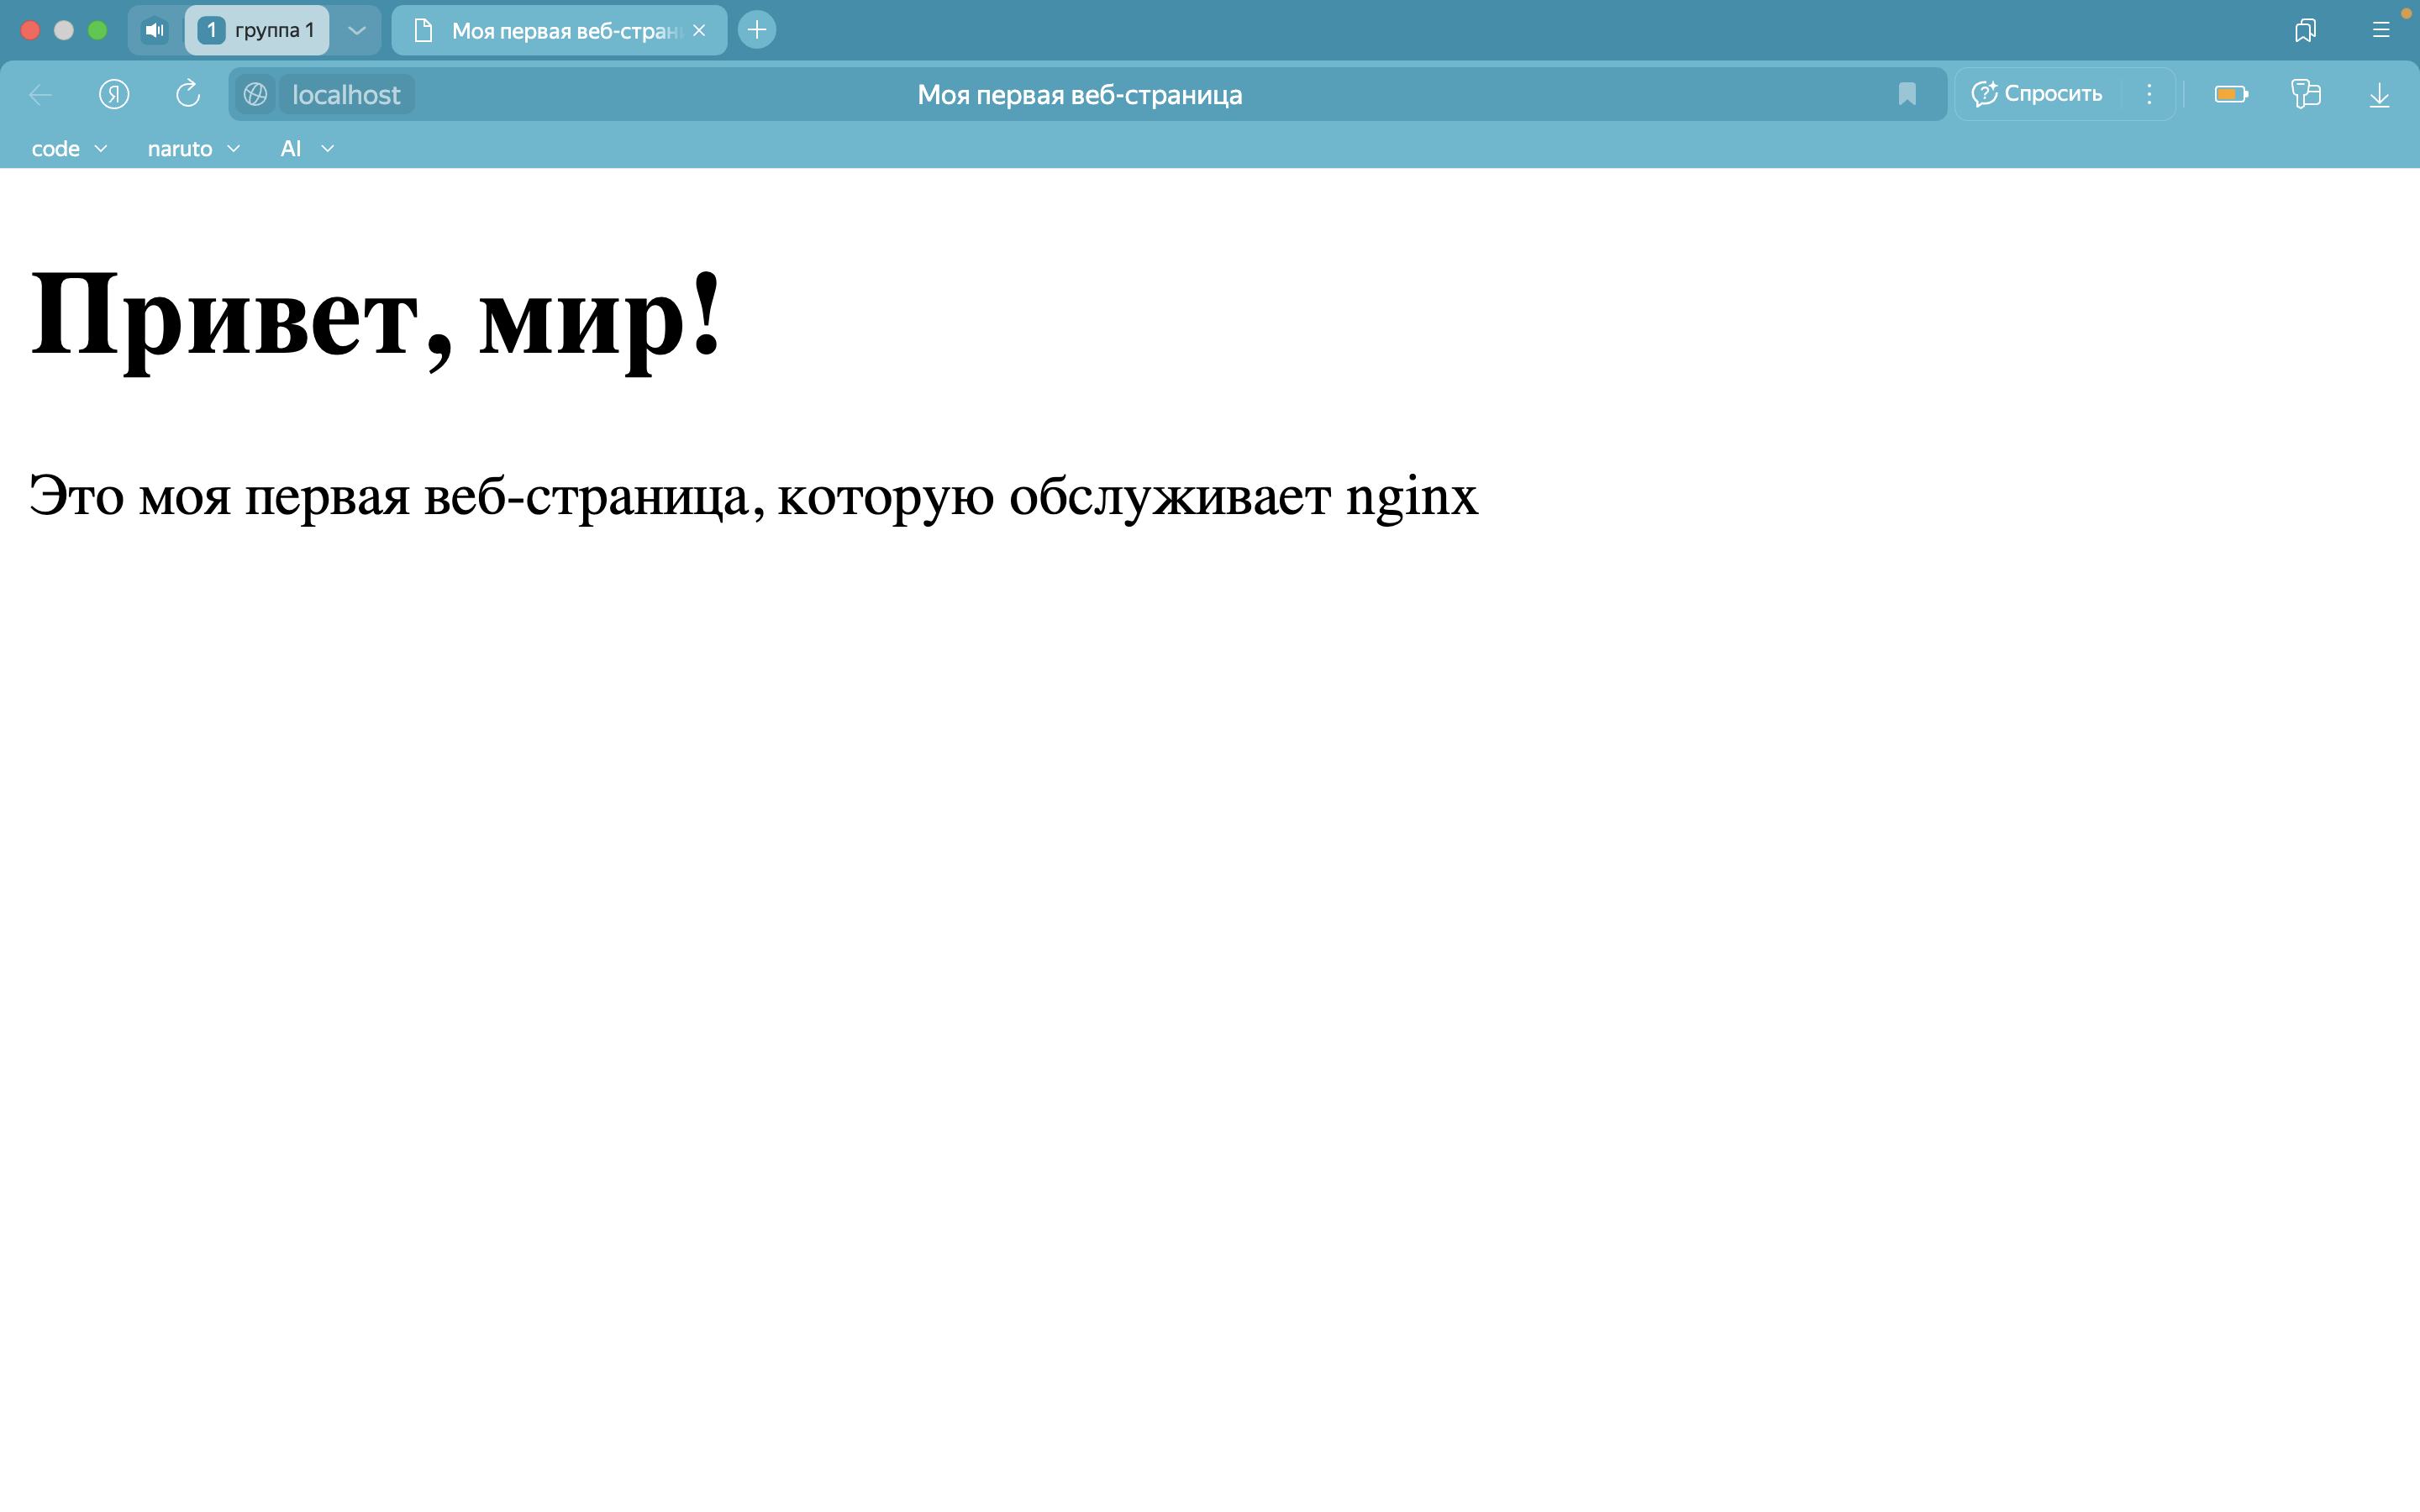 1 группа 1
Моя первая веб-стран
localhost
Моя первая веб-страница
Спросить
code
naruto
AI
Привет, мир!
Это моя первая веб-страница, которую обслуживает nginx